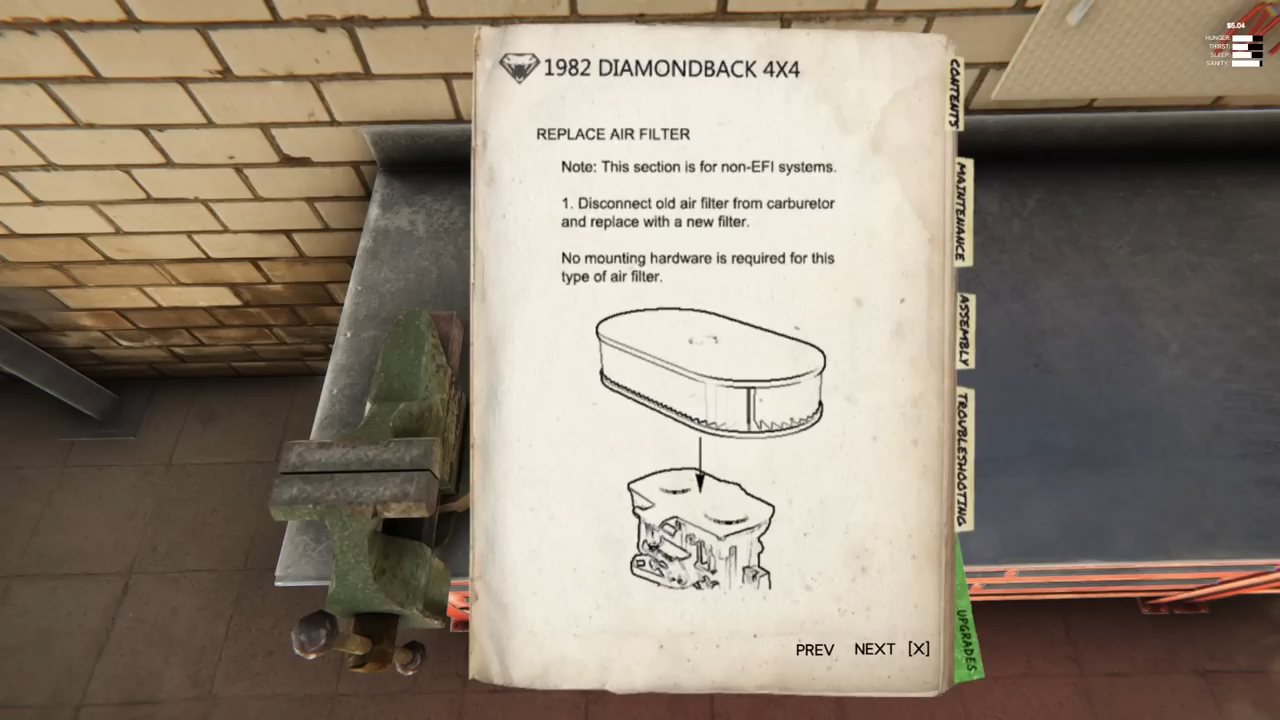 $5.04
HUNGER:
THIRST:
SLEEP:
SANITY:
1982 DIAMONDBACK 4X4
REPLACE AIR FILTER
Note: This section is for non-EFI systems.
1. Disconnect old air filter from carburetor
and replace with a new filter.
No mounting hardware is required for this
type of air filter.
PREV NEXT [X]
CONTENTS
MAINTENANCE
ASSEMBLY
TROUBLESHOOTING
UPGRADES